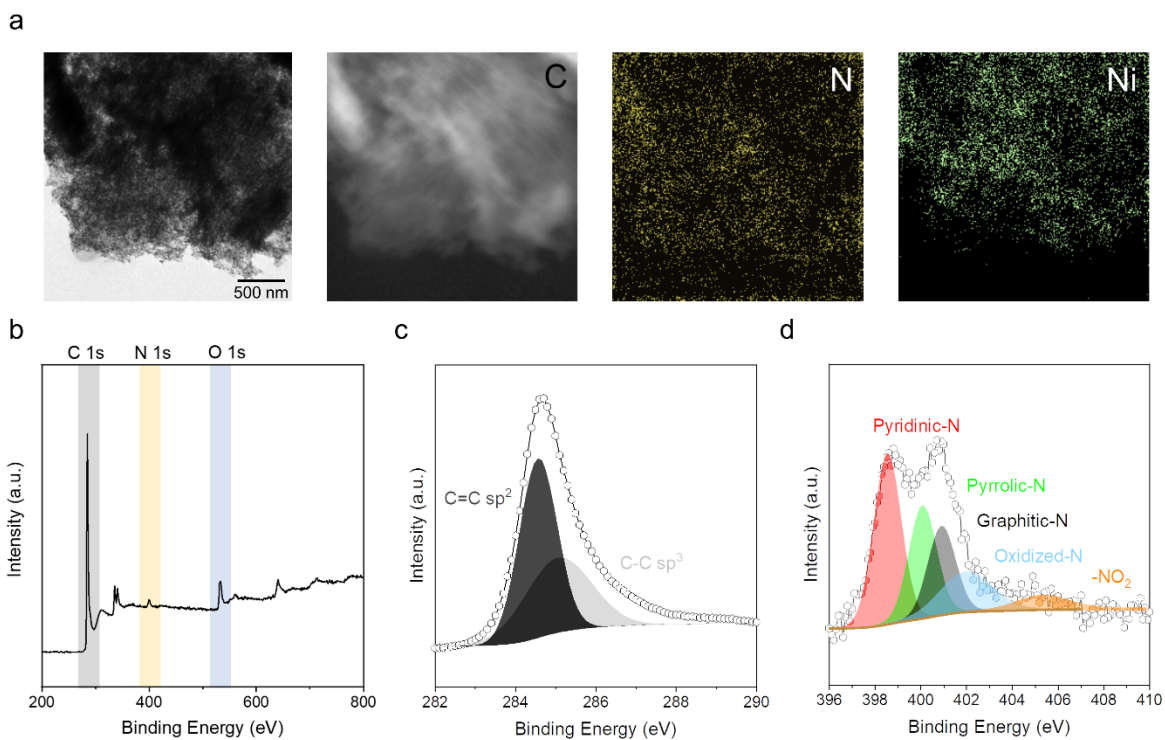 a
C
N
Ni
500 nm
b
c
d
C 1s
N 1s
O 1s
Intensity (a.u.)
200
400
600
800
Binding Energy (eV)
Intensity (a.u.)
C=C sp²
C-C sp³
282
284
286
288
290
Binding Energy (eV)
Intensity (a.u.)
Pyridinic-N
Pyrrolic-N
Graphitic-N
Oxidized-N
-NO₂
396
398
400
402
404
406
408
410
Binding Energy (eV)